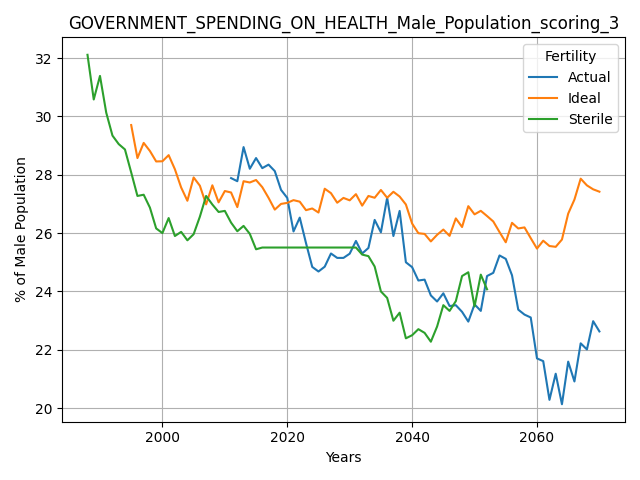 GOVERNMENT_SPENDING_ON_HEALTH_Male_Population_scoring_3
Fertility
Actual
Ideal
Sterile
% of Male Population
32
30
28
26
24
22
20
2000
2020
2040
2060
Years